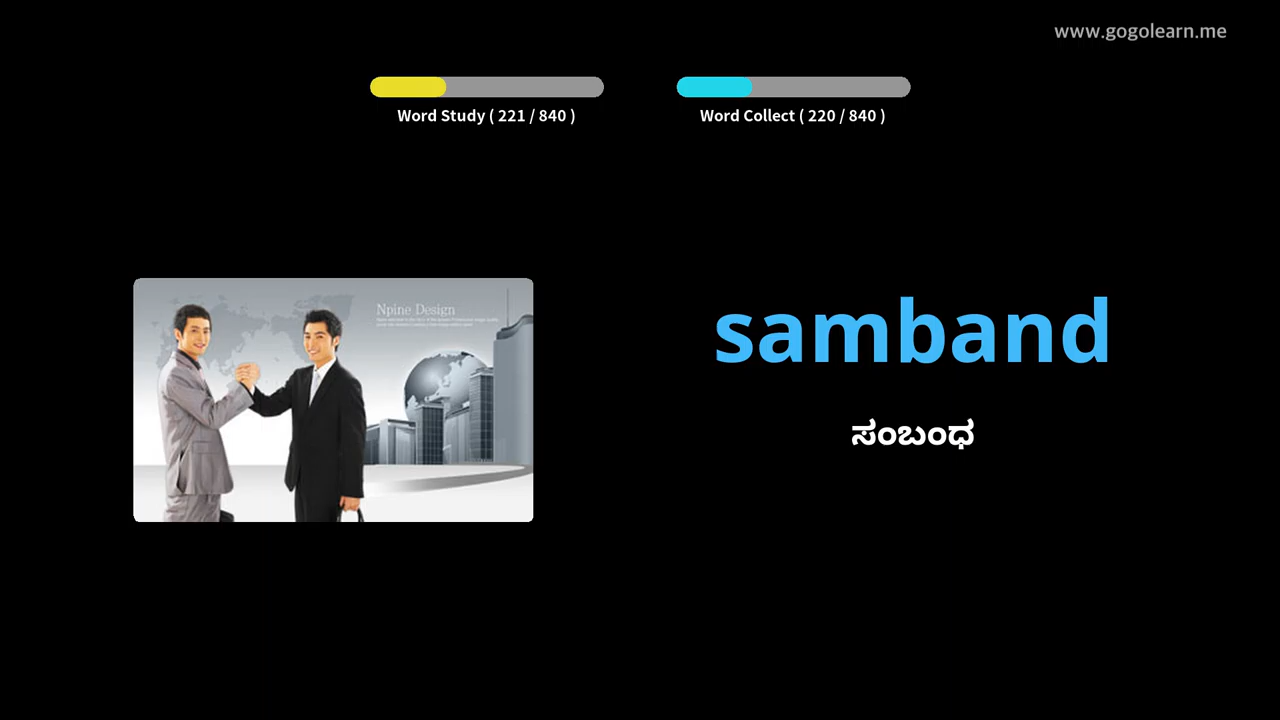 www.gogolearn.me
Word Study ( 221 / 840 )
Word Collect ( 220 / 840 )
Npine Design
samband
ಸಂಬಂಧ